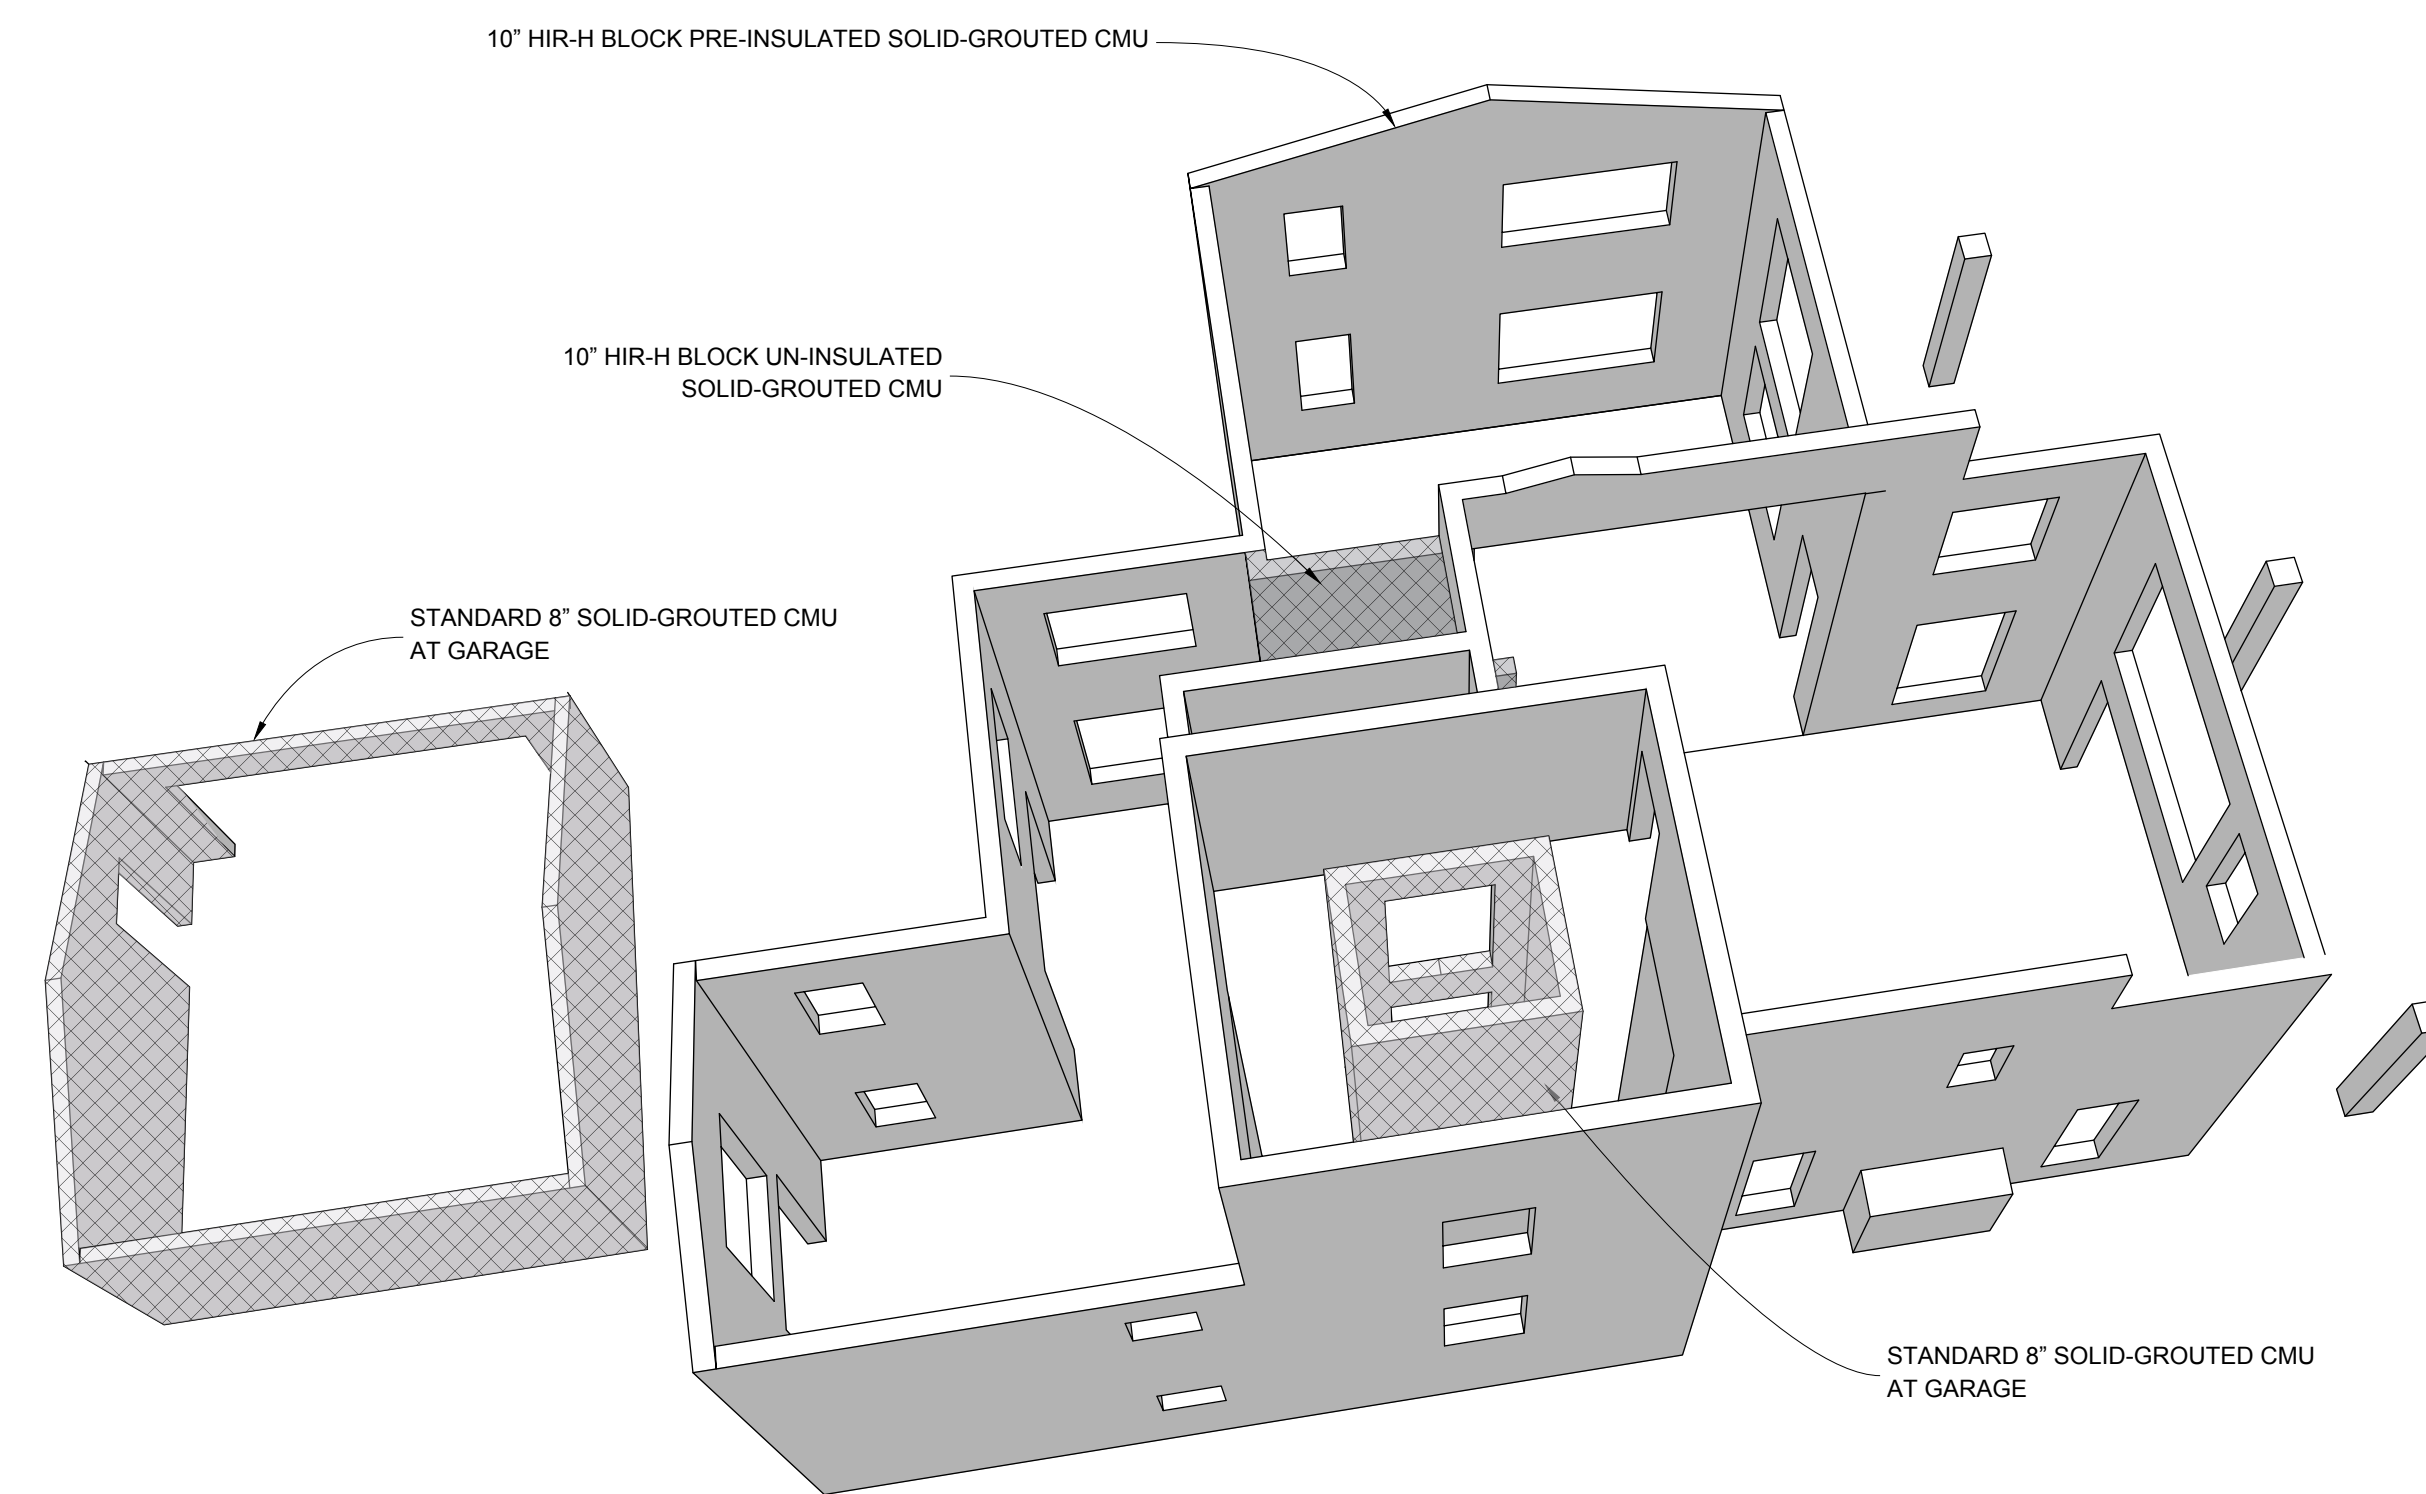 10” HIR-H BLOCK PRE-INSULATED SOLID-GROUTED CMU
10” HIR-H BLOCK UN-INSULATED
SOLID-GROUTED CMU
STANDARD 8” SOLID-GROUTED CMU
AT GARAGE
STANDARD 8” SOLID-GROUTED CMU
AT GARAGE